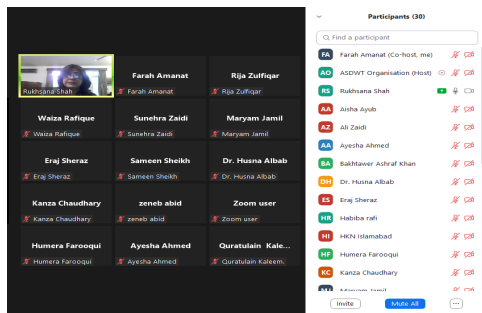 Participants (30)
Find a participant
Rukhsana Shah
Farah Amanat
Farah Amanat
Rija Zulfiqar
Rija Zulfiqar
Waiza Rafique
Waiza Rafique
Sunehra Zaidi
Sunehra Zaidi
Maryam Jamil
Maryam Jamil
Eraj Sheraz
Eraj Sheraz
Sameen Sheikh
Sameen Sheikh
Dr. Husna Albab
Dr. Husna Albab
Kanza Chaudhary
Kanza Chaudhary
zeneb abid
zeneb abid
Zoom user
Zoom user
Humera Farooqui
Humera Farooqui
Ayesha Ahmed
Ayesha Ahmed
Quratulain Kale...
Quratulain Kaleem.
FA Farah Amanat (Co-host, me)
AO ASDWT Organisation (Host)
RS Rukhsana Shah
AA Aisha Ayub
AZ Ali Zaidi
AA Ayesha Ahmed
BA Bakhtawer Ashraf Khan
DH Dr. Husna Albab
ES Eraj Sheraz
HR Habiba rafi
HI HKN Islamabad
HF Humera Farooqui
KC Kanza Chaudhary
MJ Maryam Jamil
Invite
Mute All
...